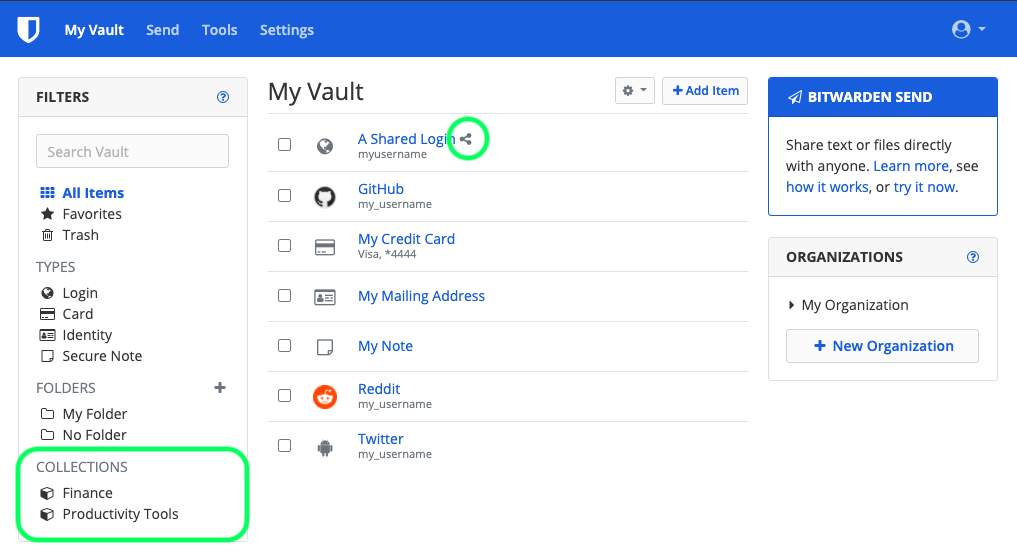 My Vault Send Tools Settings
FILTERS
Search Vault
All Items
Favorites
Trash
TYPES
Login
Card
Identity
Secure Note
FOLDERS
My Folder
No Folder
COLLECTIONS
Finance
Productivity Tools
My Vault
Add Item
A Shared Login
myusername
GitHub
my_username
My Credit Card
Visa, *4444
My Mailing Address
My Note
Reddit
my_username
Twitter
my_username
BITWARDEN SEND
Share text or files directly
with anyone. Learn more, see
how it works, or try it now.
ORGANIZATIONS
My Organization
New Organization